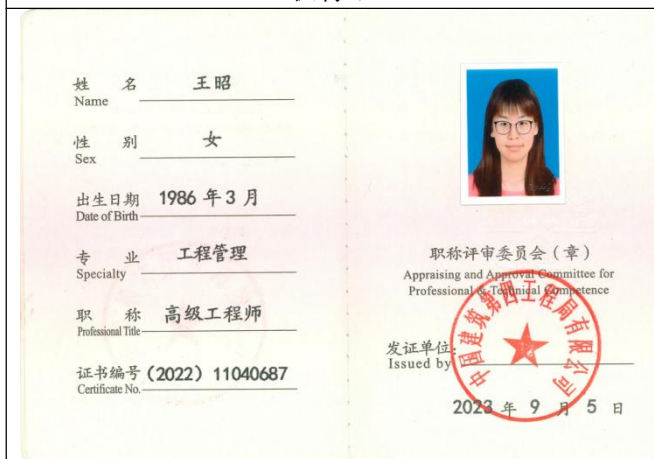 姓 名 王昭
Name
性 别 女
Sex
出生日期 1986 年 3 月
Date of Birth
专 业 工程管理
Specialty
职 称 高级工程师
Professional Title
证书编号 (2022) 11040687
Certificate No.
职称评审委员会（章）
Appraising and Approval Committee for
Professional & Technical Competence
中国建筑第四工程局有限公司
发证单位:
Issued by
2023 年 9 月 5 日